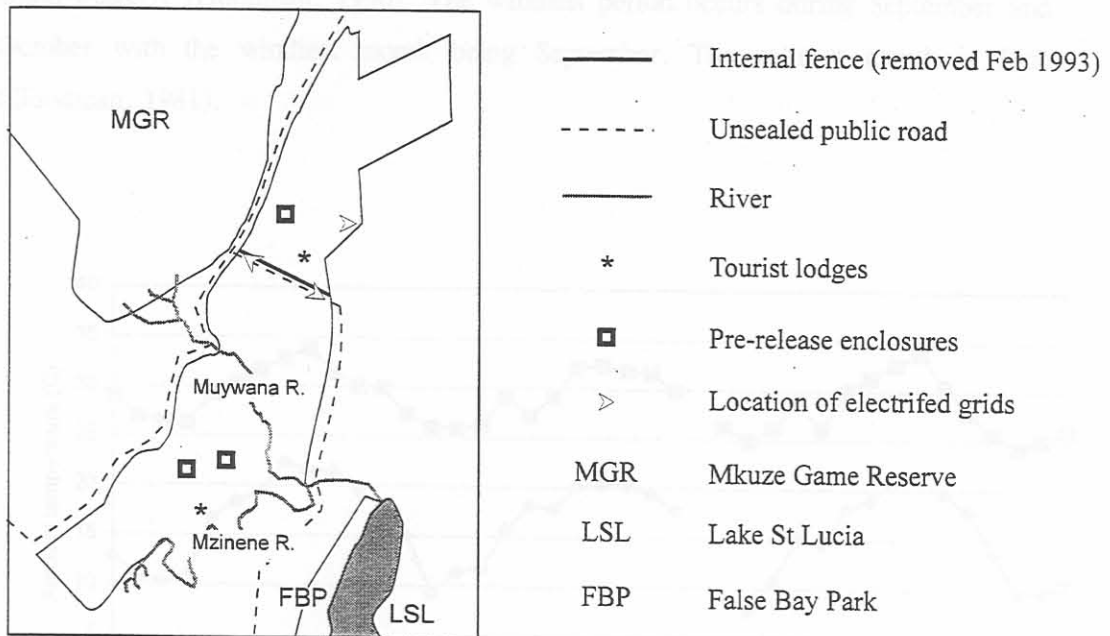 MGR
Muywana R.
Mzinene R.
FBP
LSL
Internal fence (removed Feb 1993)
Unsealed public road
River
* Tourist lodges
Pre-release enclosures
Location of electrifed grids
MGR Mkuze Game Reserve
LSL Lake St Lucia
FBP False Bay Park